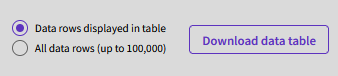 Data rows displayed in table
All data rows (up to 100,000)
Download data table